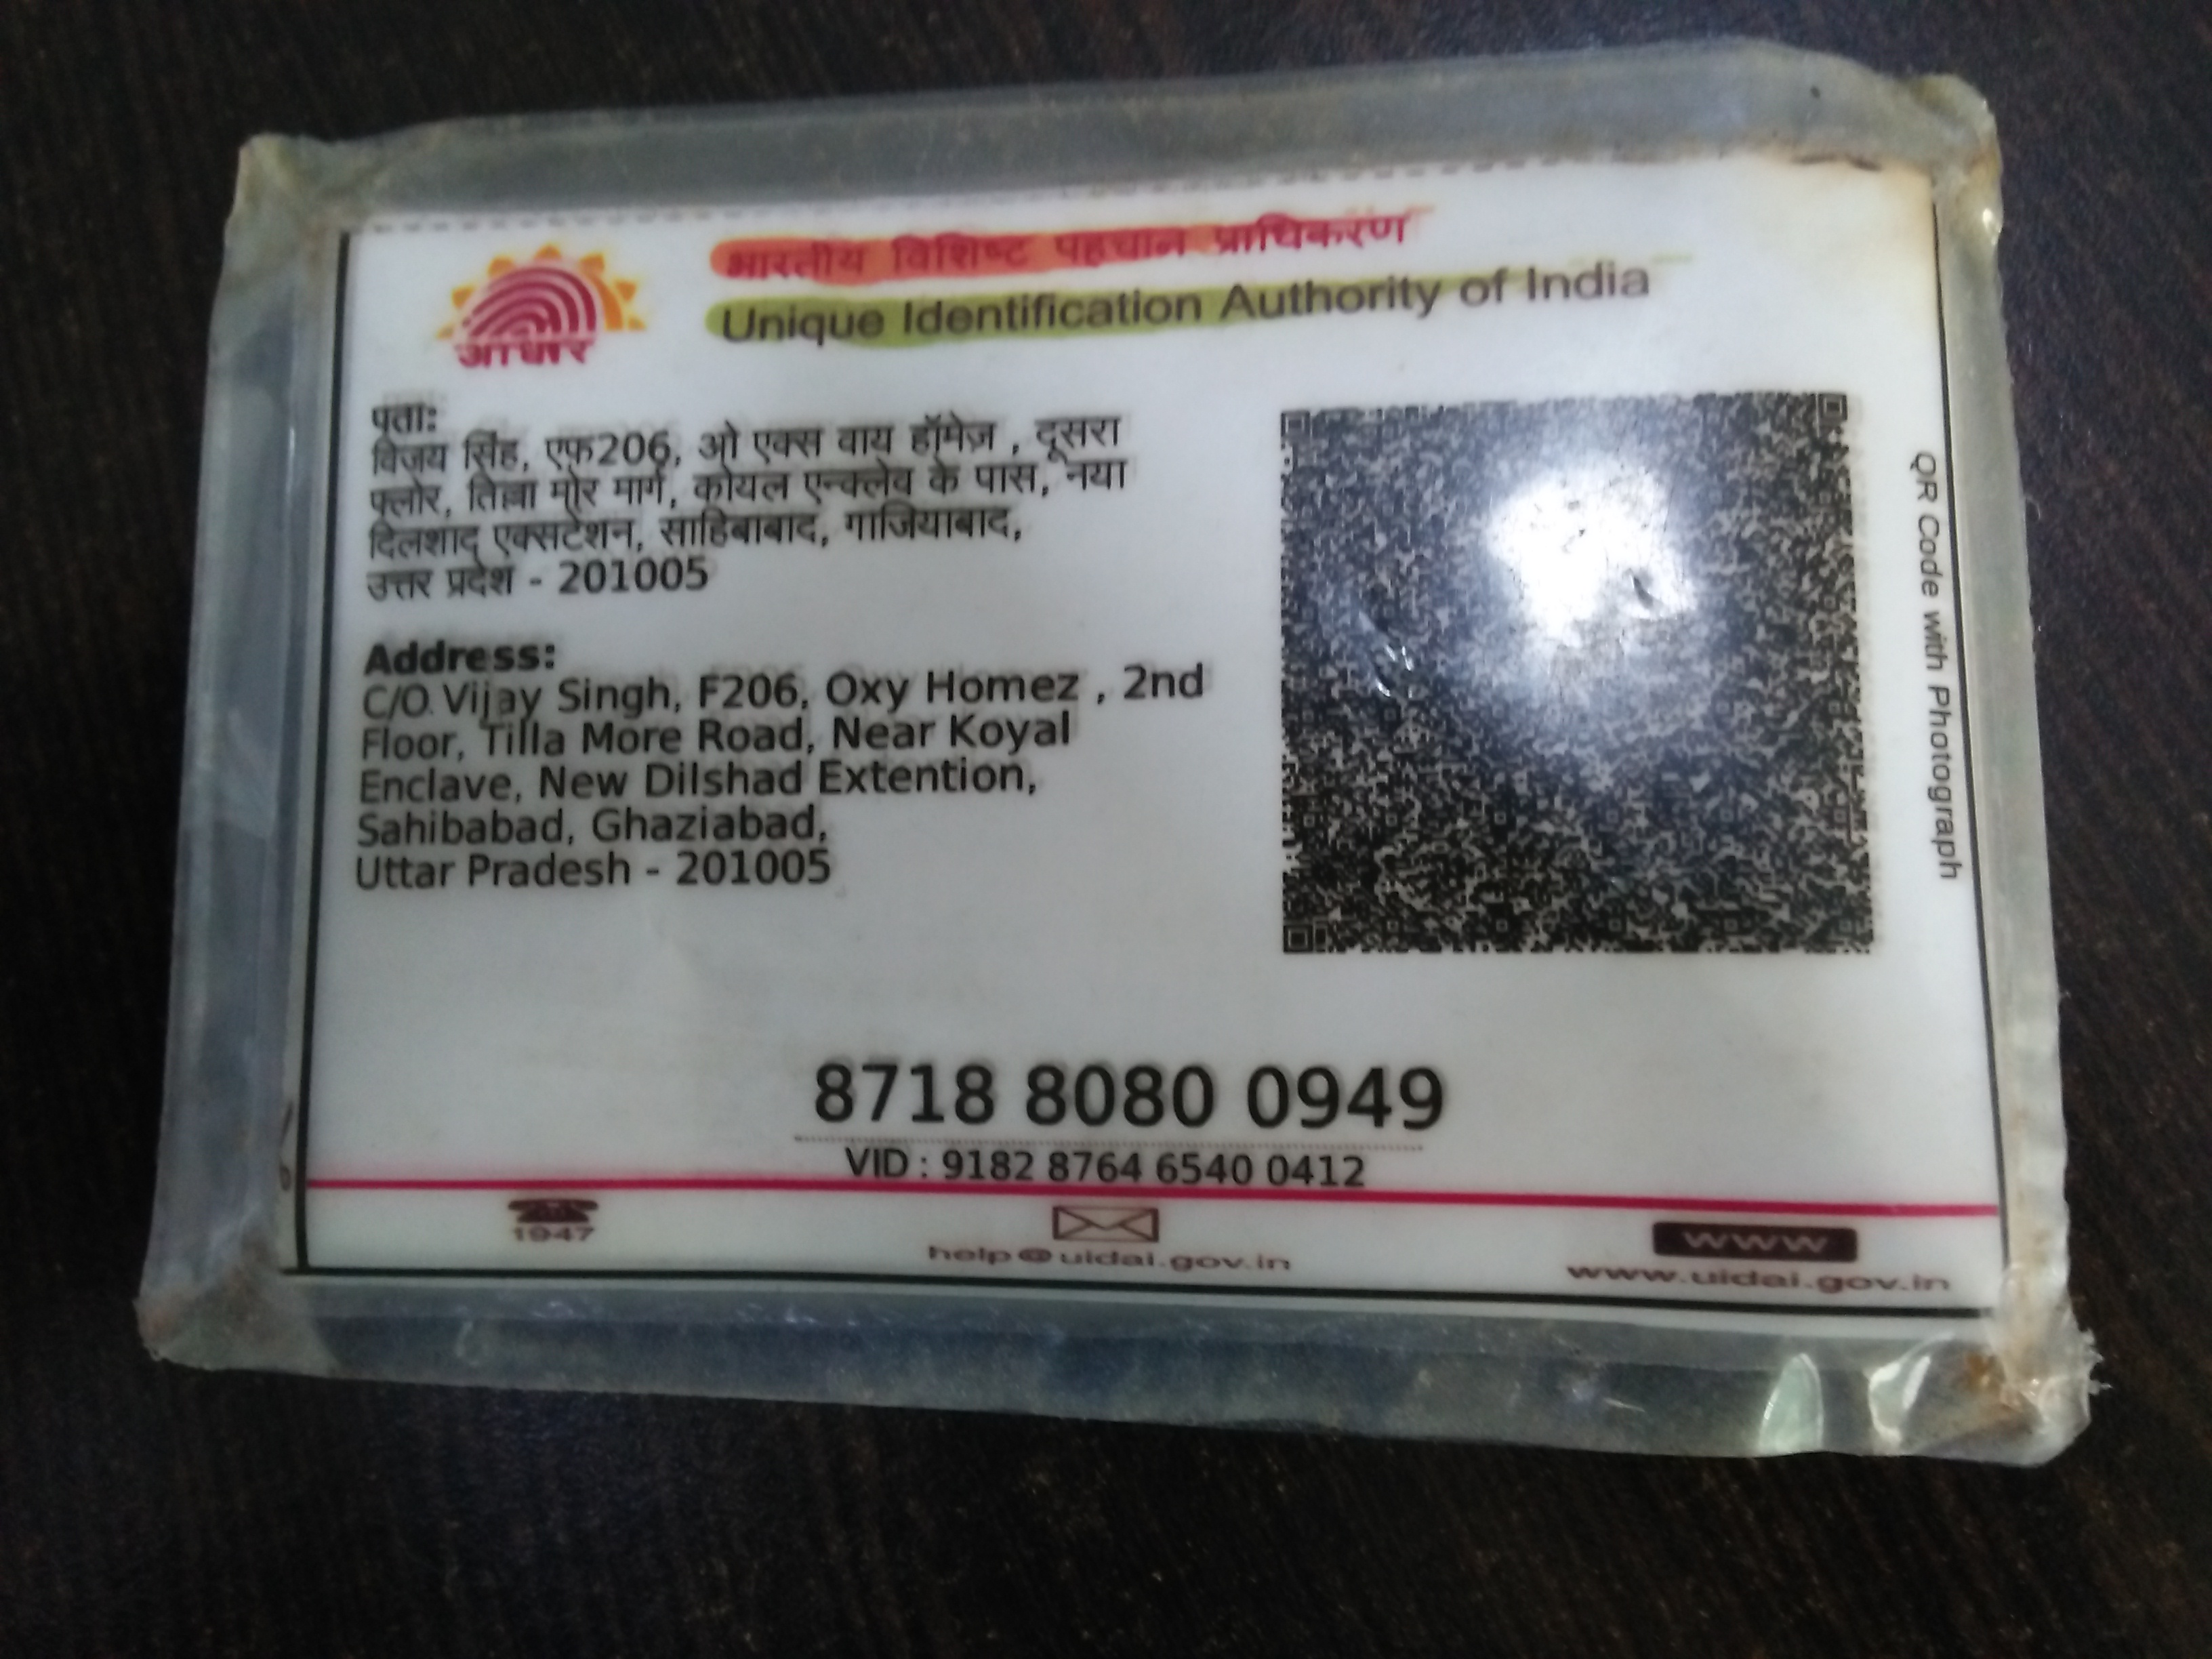 भारतीय विशिष्ट पहचान प्राधिकरण
Unique Identification Authority of India
आधार
पता:
विजय सिंह, एफ206, ओ एक्स वाय हॉमेज़ , दूसरा
फ्लोर, तिल्ला मोर मार्ग, कोयल एन्क्लेव के पास, नया
दिलशाद एक्सटेंशन, साहिबाबाद, गाजियाबाद,
उत्तर प्रदेश - 201005
Address:
C/O Vijay Singh, F206, Oxy Homez , 2nd
Floor, Tilla More Road, Near Koyal
Enclave, New Dilshad Extention,
Sahibabad, Ghaziabad,
Uttar Pradesh - 201005
QR Code with Photograph
8718 8080 0949
VID : 9182 8764 6540 0412
1947
help@uidai.gov.in
www
www.uidai.gov.in